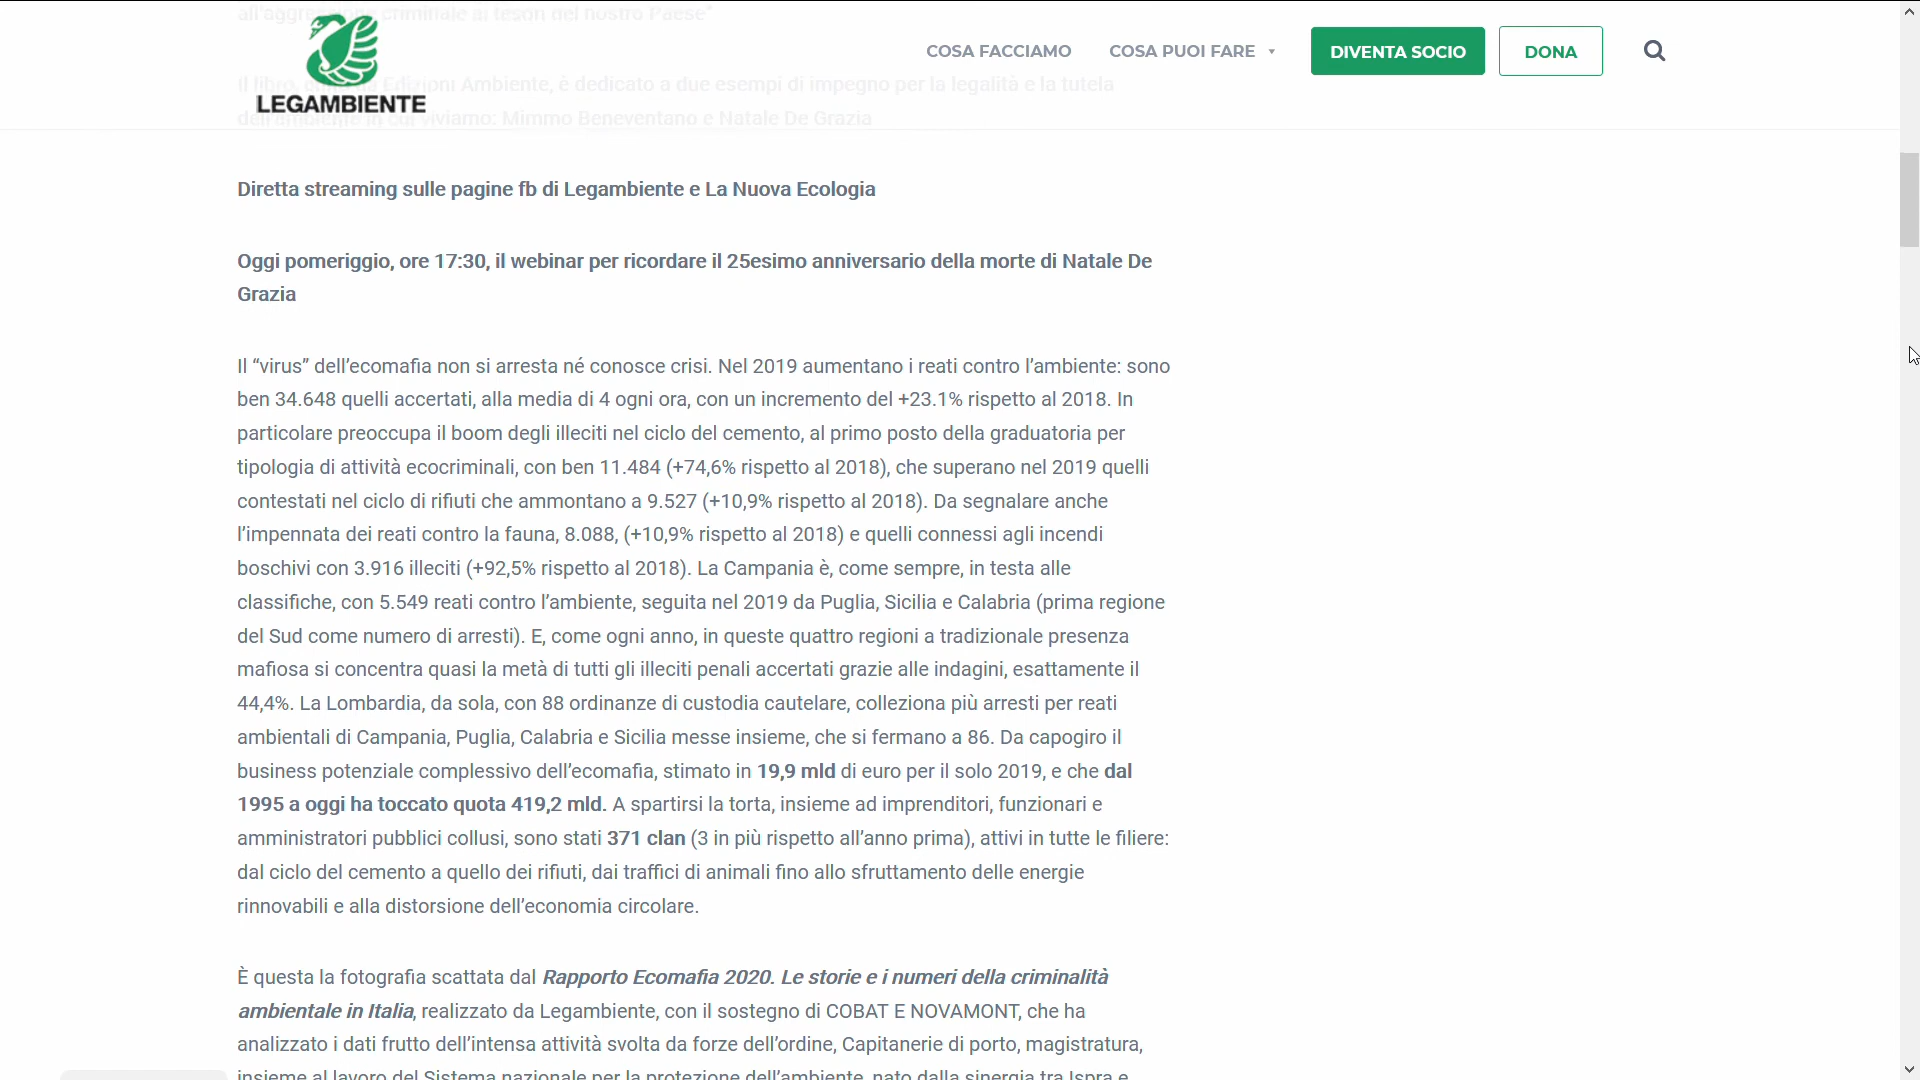 all'aggressione criminale ai tesori del nostro Paese"
LEGAMBIENTE
COSA FACCIAMO
COSA PUOI FARE
DIVENTA SOCIO
DONA
Il libro, Edizioni Ambiente, è dedicato a due esempi di impegno per la legalità e la tutela
dell'ambiente in cui viviamo: Mimmo Beneventano e Natale De Grazia
Diretta streaming sulle pagine fb di Legambiente e La Nuova Ecologia
Oggi pomeriggio, ore 17:30, il webinar per ricordare il 25esimo anniversario della morte di Natale De
Grazia
Il “virus” dell’ecomafia non si arresta né conosce crisi. Nel 2019 aumentano i reati contro l’ambiente: sono
ben 34.648 quelli accertati, alla media di 4 ogni ora, con un incremento del +23.1% rispetto al 2018. In
particolare preoccupa il boom degli illeciti nel ciclo del cemento, al primo posto della graduatoria per
tipologia di attività ecocriminali, con ben 11.484 (+74,6% rispetto al 2018), che superano nel 2019 quelli
contestati nel ciclo di rifiuti che ammontano a 9.527 (+10,9% rispetto al 2018). Da segnalare anche
l’impennata dei reati contro la fauna, 8.088, (+10,9% rispetto al 2018) e quelli connessi agli incendi
boschivi con 3.916 illeciti (+92,5% rispetto al 2018). La Campania è, come sempre, in testa alle
classifiche, con 5.549 reati contro l’ambiente, seguita nel 2019 da Puglia, Sicilia e Calabria (prima regione
del Sud come numero di arresti). E, come ogni anno, in queste quattro regioni a tradizionale presenza
mafiosa si concentra quasi la metà di tutti gli illeciti penali accertati grazie alle indagini, esattamente il
44,4%. La Lombardia, da sola, con 88 ordinanze di custodia cautelare, colleziona più arresti per reati
ambientali di Campania, Puglia, Calabria e Sicilia messe insieme, che si fermano a 86. Da capogiro il
business potenziale complessivo dell’ecomafia, stimato in 19,9 mld di euro per il solo 2019, e che dal
1995 a oggi ha toccato quota 419,2 mld. A spartirsi la torta, insieme ad imprenditori, funzionari e
amministratori pubblici collusi, sono stati 371 clan (3 in più rispetto all’anno prima), attivi in tutte le filiere:
dal ciclo del cemento a quello dei rifiuti, dai traffici di animali fino allo sfruttamento delle energie
rinnovabili e alla distorsione dell’economia circolare.
È questa la fotografia scattata dal Rapporto Ecomafia 2020. Le storie e i numeri della criminalità
ambientale in Italia, realizzato da Legambiente, con il sostegno di COBAT E NOVAMONT, che ha
analizzato i dati frutto dell’intensa attività svolta da forze dell’ordine, Capitanerie di porto, magistratura,
insieme al lavoro del Sistema nazionale per la protezione dell’ambiente, nato dalla sinergia tra Ispra e